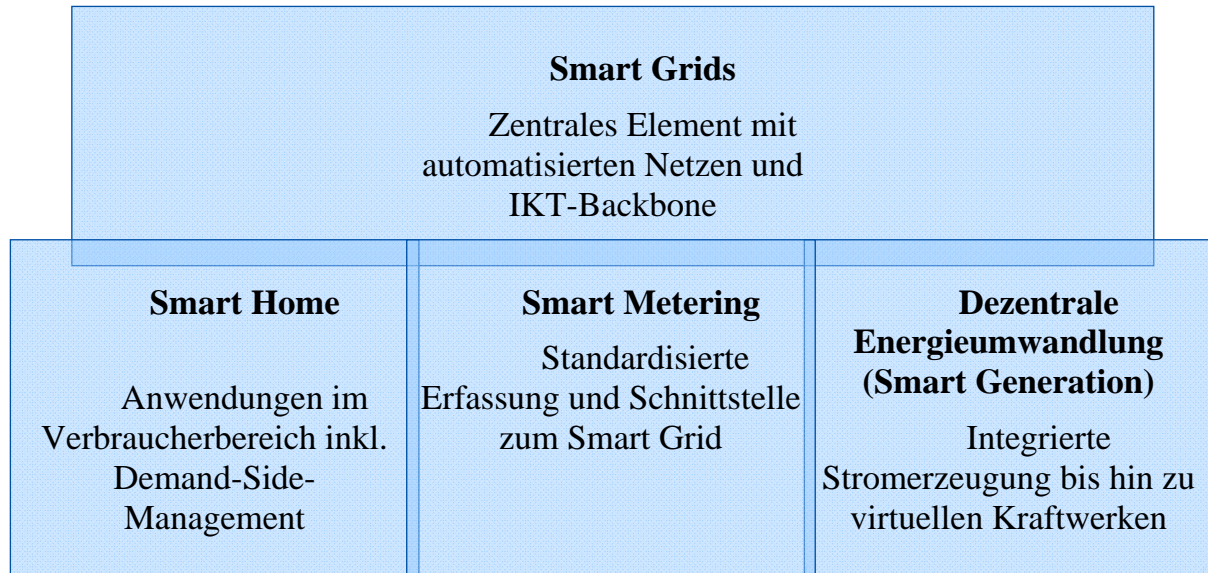 Smart Grids
Zentrales Element mit
automatisierten Netzen und
IKT-Backbone
Smart Home
Anwendungen im
Verbraucherbereich inkl.
Demand-Side-
Management
Smart Metering
Standardisierte
Erfassung und Schnittstelle
zum Smart Grid
Dezentrale
Energieumwandlung
(Smart Generation)
Integrierte
Stromerzeugung bis hin zu
virtuellen Kraftwerken